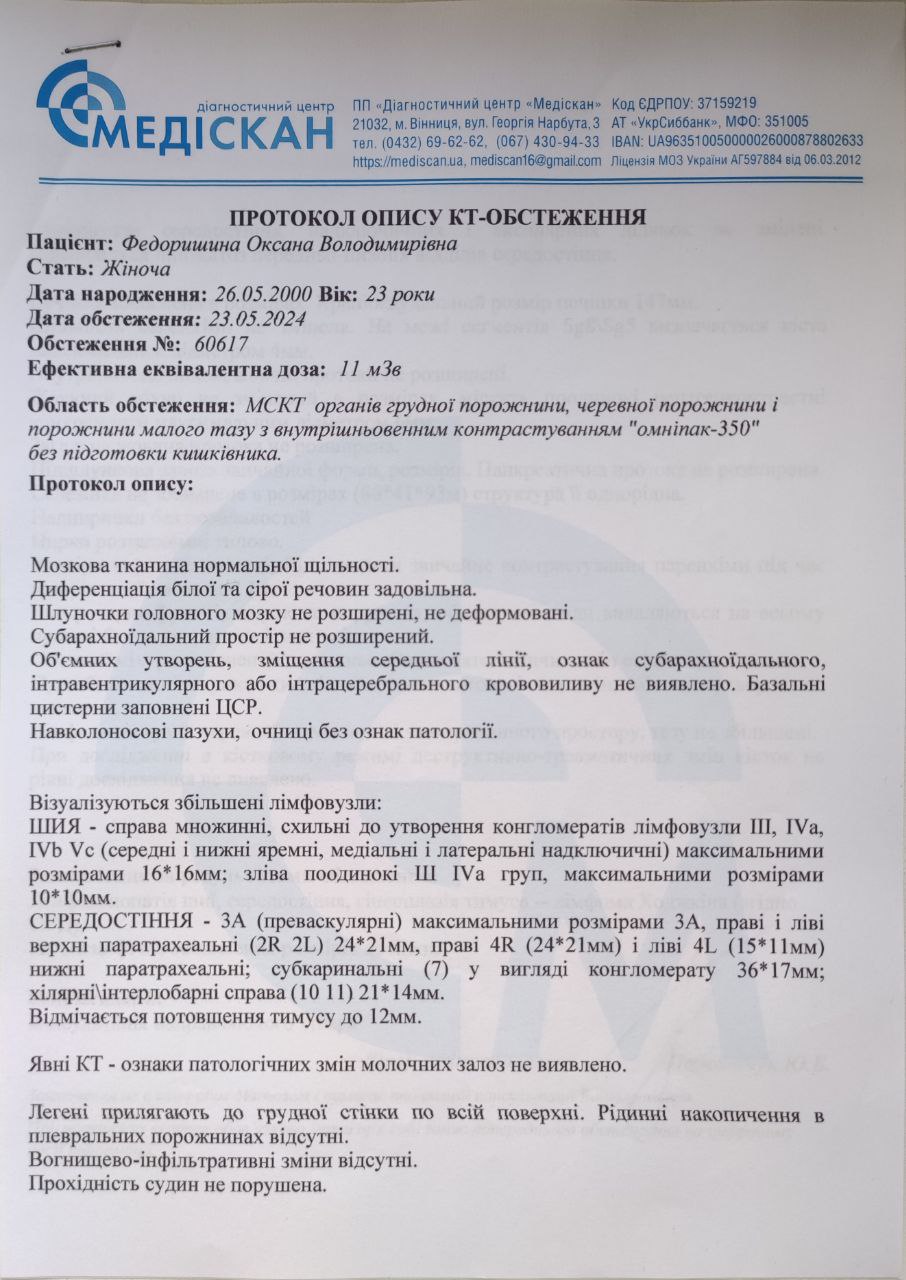 діагностичний центр
МЕДІСКАН
ПП «Діагностичний центр «Медіскан»
21032, м. Вінниця, вул. Георгія Нарбута, 3
тел. (0432) 69-62-62, (067) 430-94-33
https://mediscan.ua, mediscan16@gmail.com
Код ЄДРПОУ: 37159219
АТ «УкрСиббанк», МФО: 351005
IBAN: UA963510050000026000878802633
Ліцензія МОЗ України АГ597884 від 06.03.2012
ПРОТОКОЛ ОПИСУ КТ-ОБСТЕЖЕННЯ
Пацієнт: Федоришина Оксана Володимирівна
Стать: Жіноча
Дата народження: 26.05.2000 Вік: 23 роки
Дата обстеження: 23.05.2024
Обстеження №: 60617
Ефективна еквівалентна доза: 11 мЗв
Область обстеження: МСКТ органів грудної порожнини, черевної порожнини і
порожнини малого тазу з внутрішньовенним контрастуванням "омніпак-350"
без підготовки кишківника.
Протокол опису:
Мозкова тканина нормальної щільності.
Диференціація білої та сірої речовин задовільна.
Шлуночки головного мозку не розширені, не деформовані.
Субарахноїдальний простір не розширений.
Об'ємних утворень, зміщення середньої лінії, ознак субарахноїдального,
інтравентрикулярного або інтрацеребрального крововиливу не виявлено. Базальні
цистерни заповнені ЦСР.
Навколоносові пазухи, очниці без ознак патології.
Візуалізуються збільшені лімфовузли:
ШИЯ - справа множинні, схильні до утворення конгломератів лімфовузли III, IVa,
IVb Vc (середні і нижні яремні, медіальні і латеральні надключичні) максимальними
розмірами 16*16мм; зліва поодинокі III IVa груп, максимальними розмірами
10*10мм.
СЕРЕДОСТІННЯ - 3А (преваскулярні) максимальними розмірами 3А, праві і ліві
верхні паратрахеальні (2R 2L) 24*21мм, праві 4R (24*21мм) і ліві 4L (15*11мм)
нижні паратрахеальні; субкаринальні (7) у вигляді конгломерату 36*17мм;
хілярні\інтерлобарні справа (10 11) 21*14мм.
Відмічається потовщення тимусу до 12мм.
Явні КТ - ознаки патологічних змін молочних залоз не виявлено.
Легені прилягають до грудної стінки по всій поверхні. Рідинні накопичення в
плевральних порожнинах відсутні.
Вогнищево-інфільтративні зміни відсутні.
Прохідність судин не порушена.